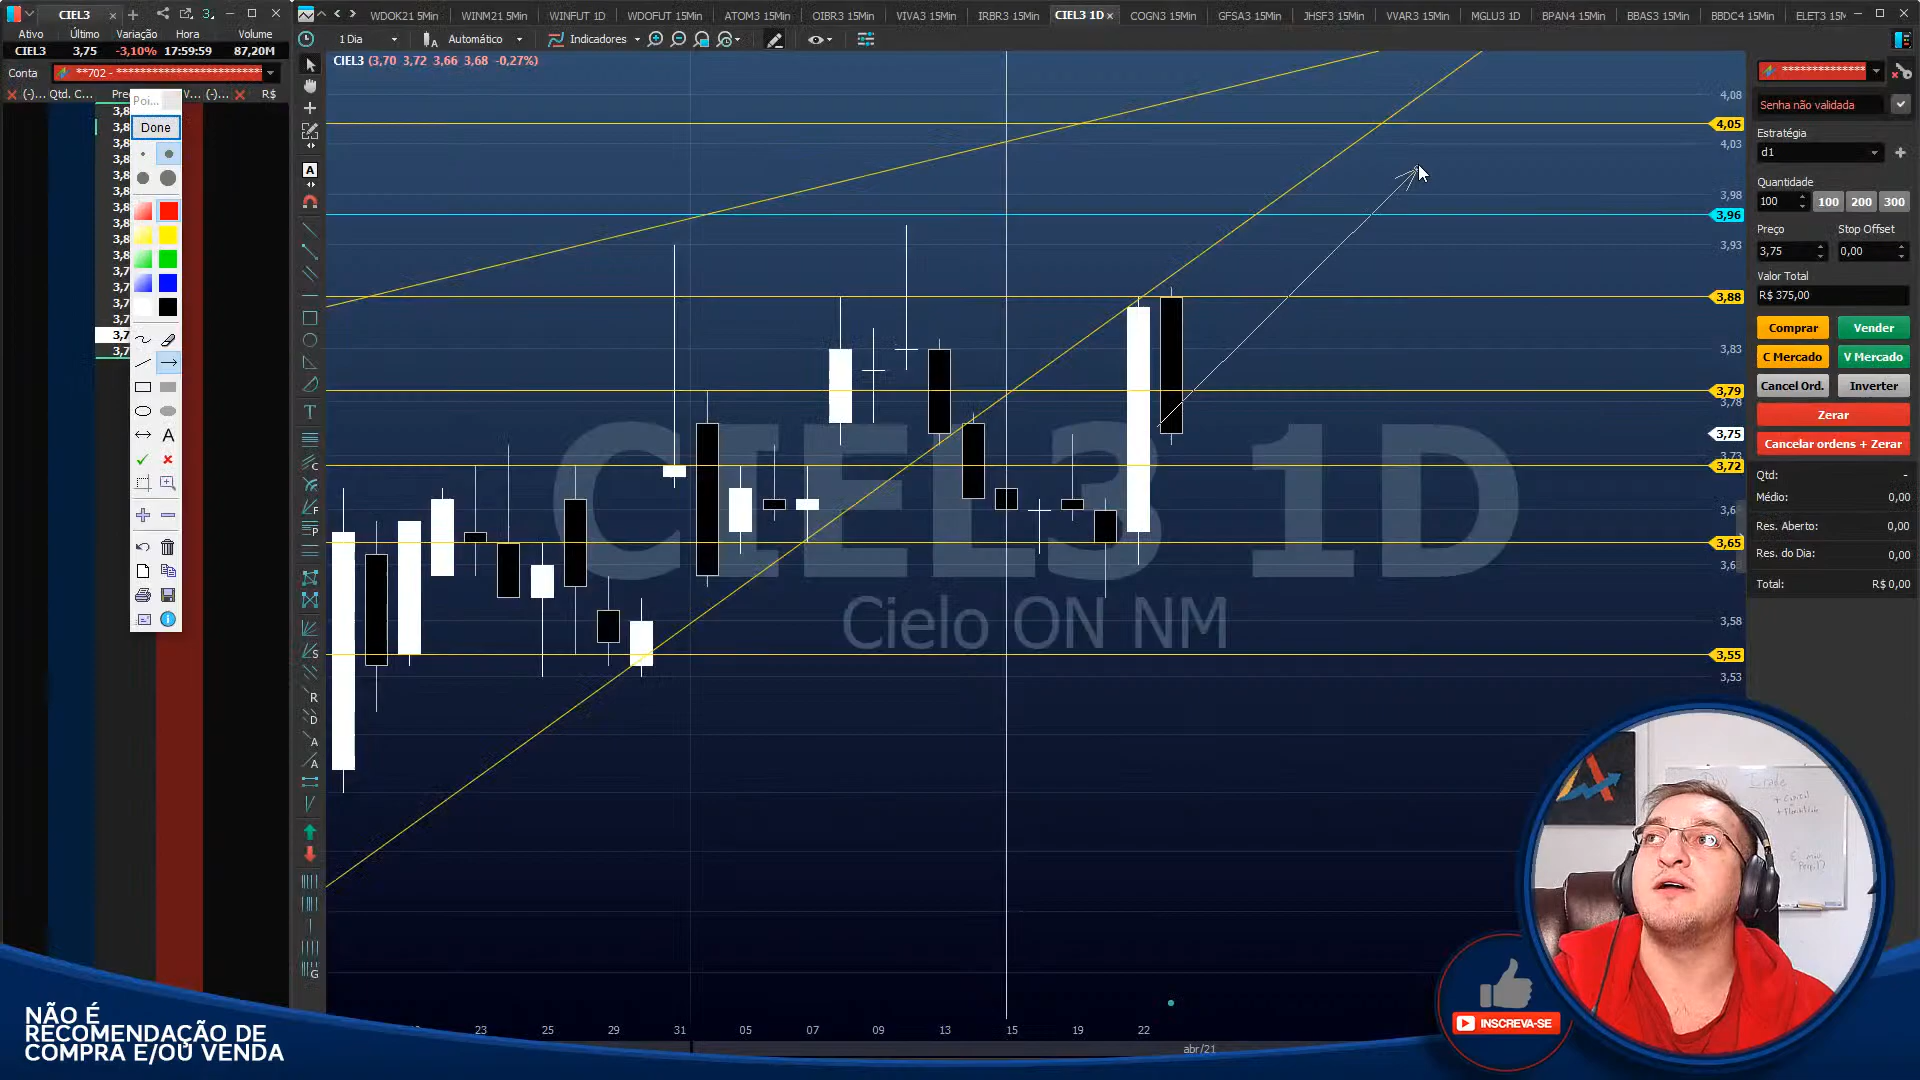 CIEL3
WDOK21 5Min
WINM21 5Min
WINFUT 1D
WDOFUT 15Min
ATOM3 15Min
OIBR3 15Min
VIVA3 15Min
IRBR3 15Min
CIEL3 1D
COGN3 15Min
GFSA3 15Min
JHSF3 15Min
VVAR3 15Min
MGLU3 1D
BPAN4 15Min
BBAS3 15Min
BBDC4 15Min
Ativo Último Variação Hora Volume
CIEL3 3,75 -3,10% 17:59:59 87,20M
1 Dia
Automático
Indicadores
Conta **702 - *************************
CIEL3 (3,70 3,72 3,66 3,68 -0,27%)
(-)... Qtd. C...
V... (-)... R$
Poi...
Done
4,08
4,05
4,03
3,98
3,96
3,93
3,88
3,83
3,79
3,78
3,75
3,73
3,72
3,65
3,58
3,55
3,53
CIEL3 1D
Cielo ON NM
23 25 29 31 05 07 09 13 15 19 22
abr/21
Senha não validada
Estratégia
d1
Quantidade
100 100 200 300
Preço Stop Offset
3,75 0,00
Valor Total
R$ 375,00
Comprar Vender
C Mercado V Mercado
Cancel Ord. Inverter
Zerar
Cancelar ordens + Zerar
Qtd: -
Médio: 0,00
Res. Aberto: 0,00
Res. do Dia: 0,00
Total: R$ 0,00
Day Trade
INSCREVA-SE
NÃO É
RECOMENDAÇÃO DE
COMPRA E/OU VENDA